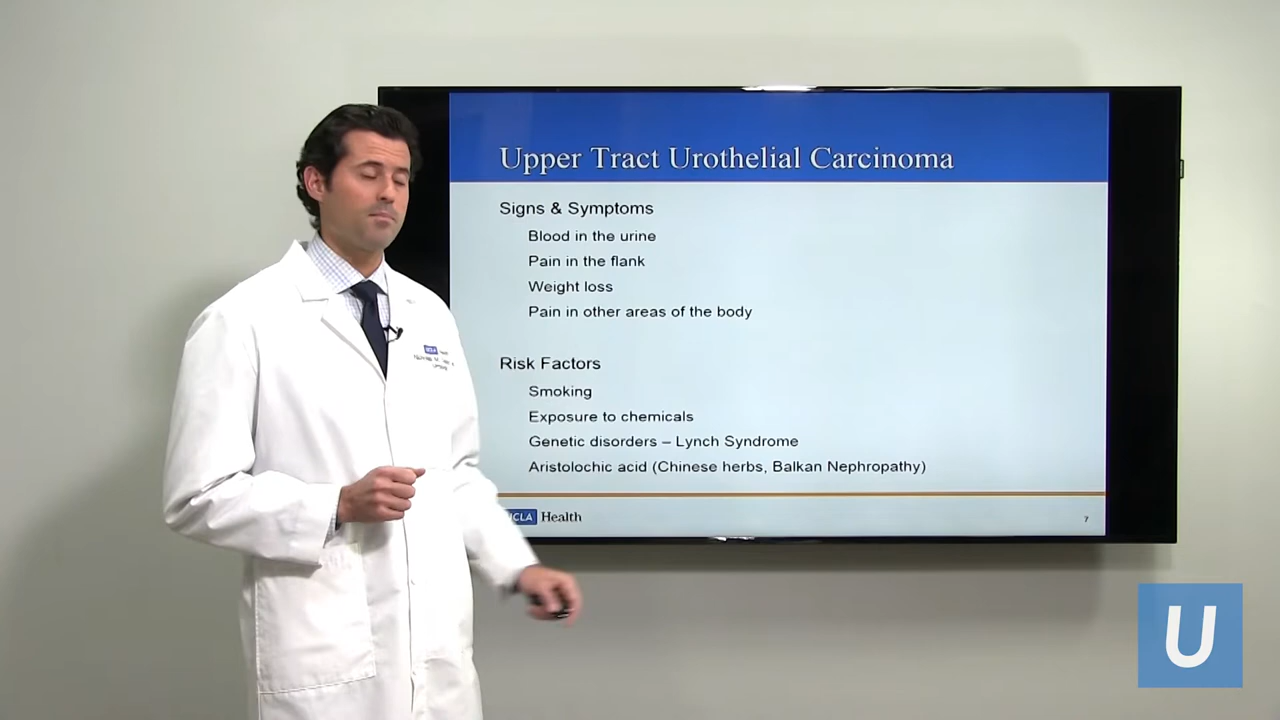 Upper Tract Urothelial Carcinoma
Signs & Symptoms
Blood in the urine
Pain in the flank
Weight loss
Pain in other areas of the body
Risk Factors
Smoking
Exposure to chemicals
Genetic disorders – Lynch Syndrome
Aristolochic acid (Chinese herbs, Balkan Nephropathy)
UCLA Health
7
UCLA
U